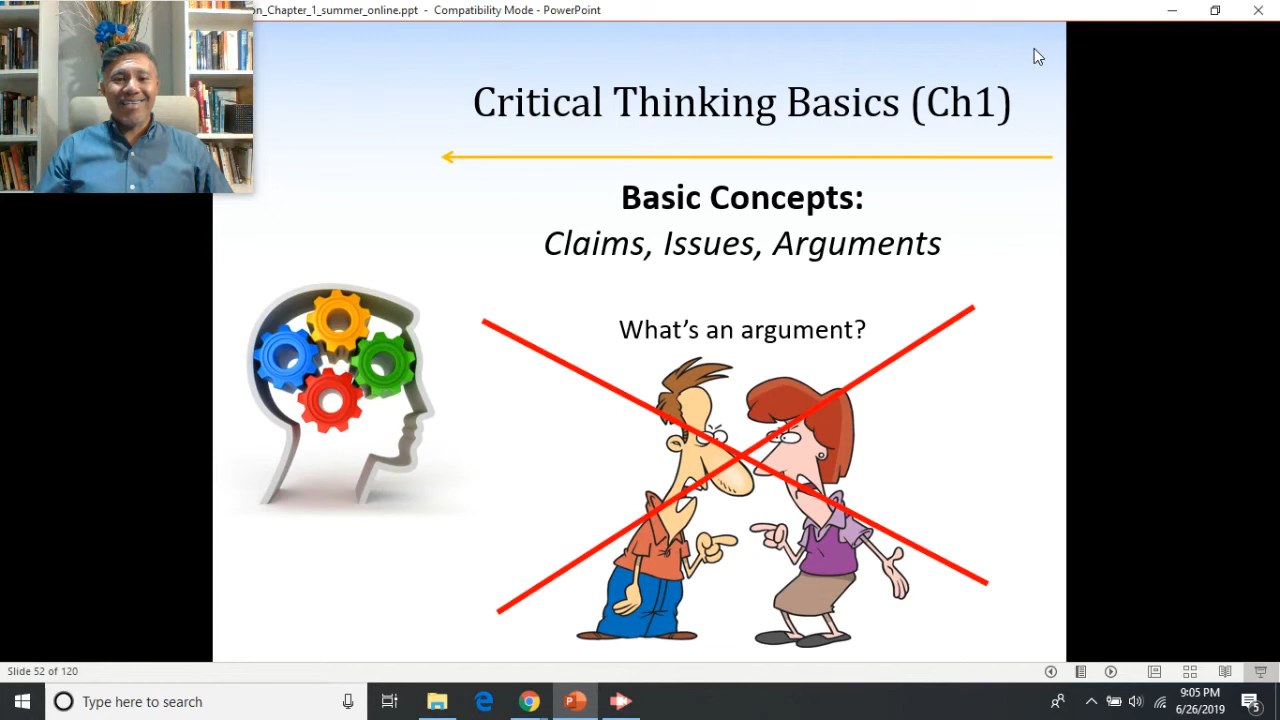 on_Chapter_1_summer_online.ppt - Compatibility Mode - PowerPoint
Critical Thinking Basics (Ch1)
Basic Concepts:
Claims, Issues, Arguments
What's an argument?
Slide 52 of 120
Type here to search
9:05 PM
6/26/2019
5